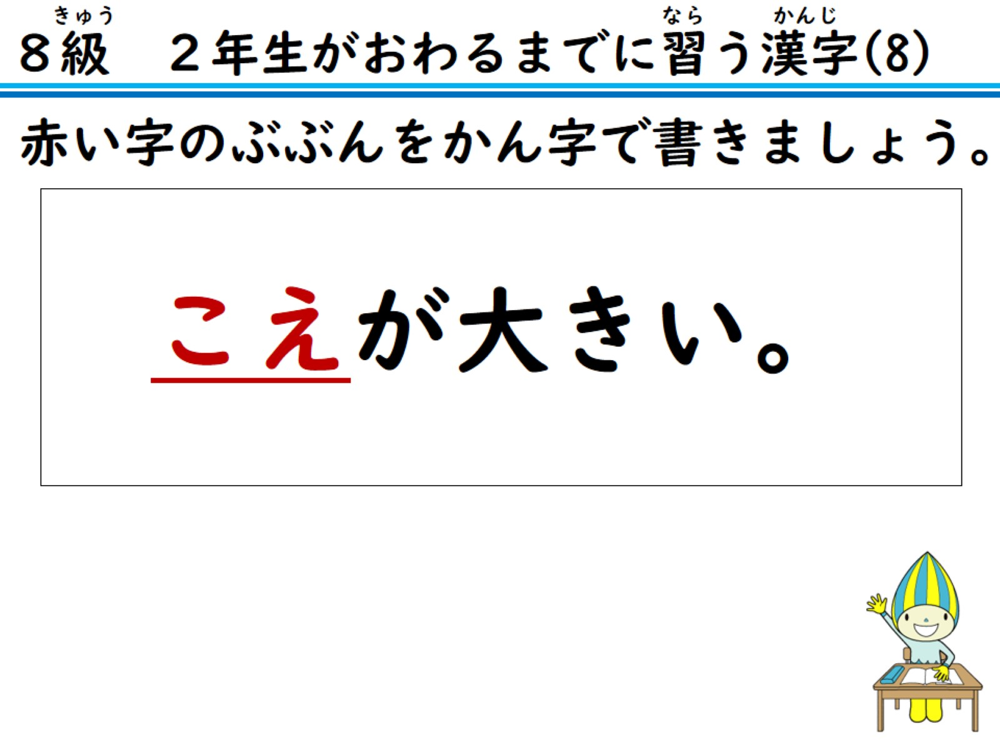 きゅう なら かんじ
８級　２年生がおわるまでに習う漢字(8)
赤い字のぶぶんをかん字で書きましょう。
こえが大きい。